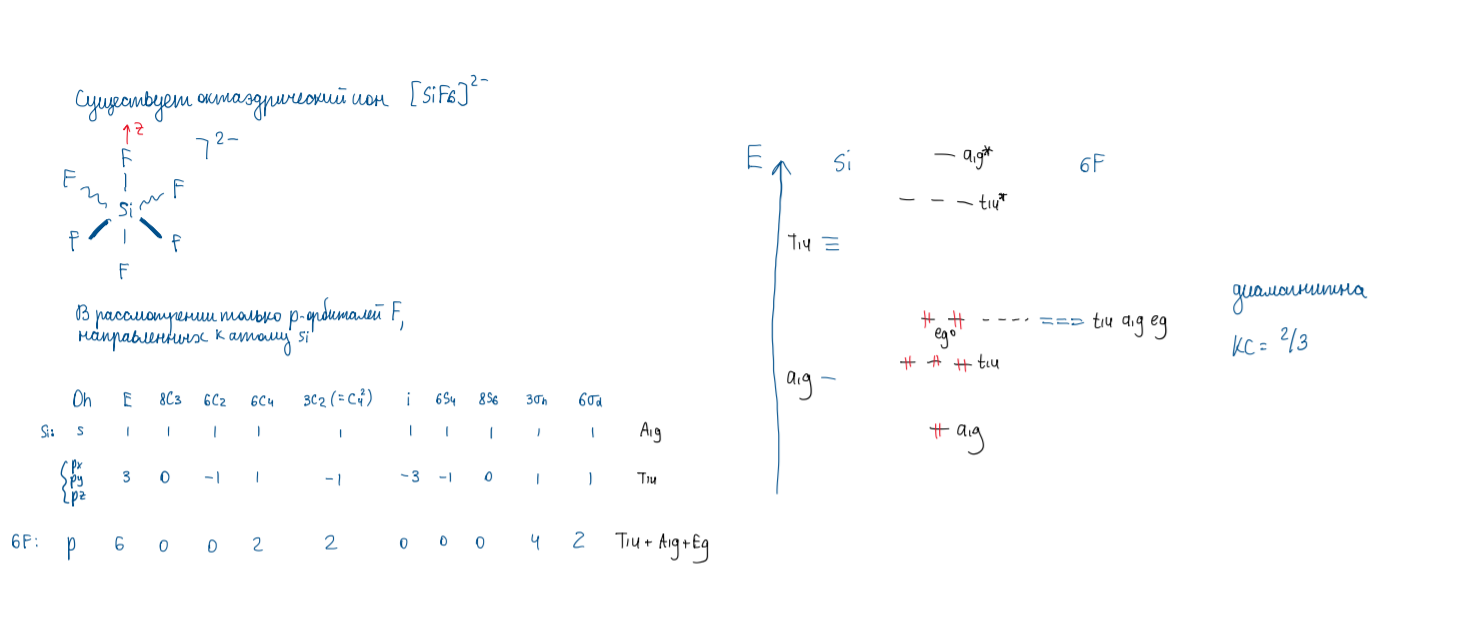 Существует октаэдрический ион [SiF6]²⁻
z
F
⁊²⁻
F
F
Si
F
F
F
В рассмотрении только p-орбиталей F,
направленных к атому Si
Oh E 8C3 6C2 6C4 3C2(=C₄²) i 6S4 8S6 3σh 6σd
Si: s 1 1 1 1 1 1 1 1 1 1 A1g
{px py pz 3 0 -1 1 -1 -3 -1 0 1 1 T1u
6F: p 6 0 0 2 2 0 0 0 4 2 T1u + A1g + Eg
E Si a1g* 6F
t1u*
T1u
eg⁰ t1u a1g eg
t1u
a1g
a1g
диамагнитна
КС = 2/3